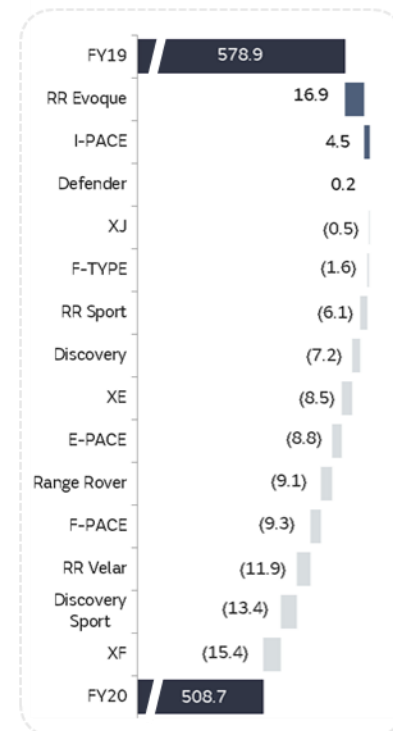 FY19 578.9
RR Evoque 16.9
I-PACE 4.5
Defender 0.2
XJ (0.5)
F-TYPE (1.6)
RR Sport (6.1)
Discovery (7.2)
XE (8.5)
E-PACE (8.8)
Range Rover (9.1)
F-PACE (9.3)
RR Velar (11.9)
Discovery
Sport (13.4)
XF (15.4)
FY20 508.7